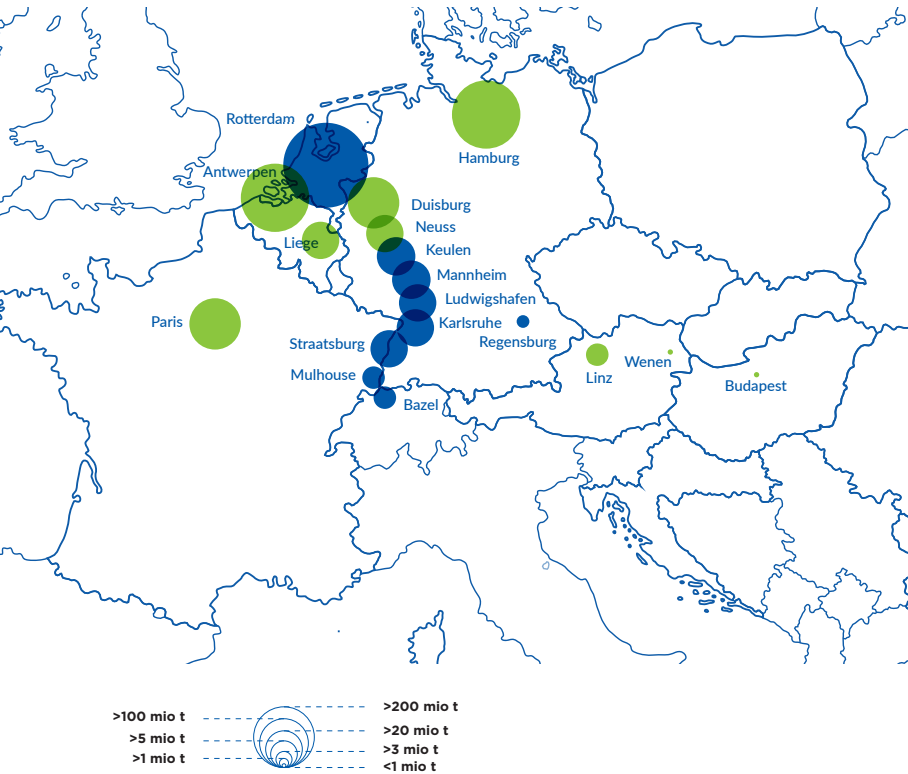 Rotterdam
Hamburg
Antwerpen
Duisburg
Neuss
Liege
Keulen
Mannheim
Ludwigshafen
Paris
Karlsruhe
Straatsburg
Regensburg
Wenen
Mulhouse
Linz
Budapest
Bazel
>200 mio t
>100 mio t
>20 mio t
>5 mio t
>3 mio t
>1 mio t
<1 mio t